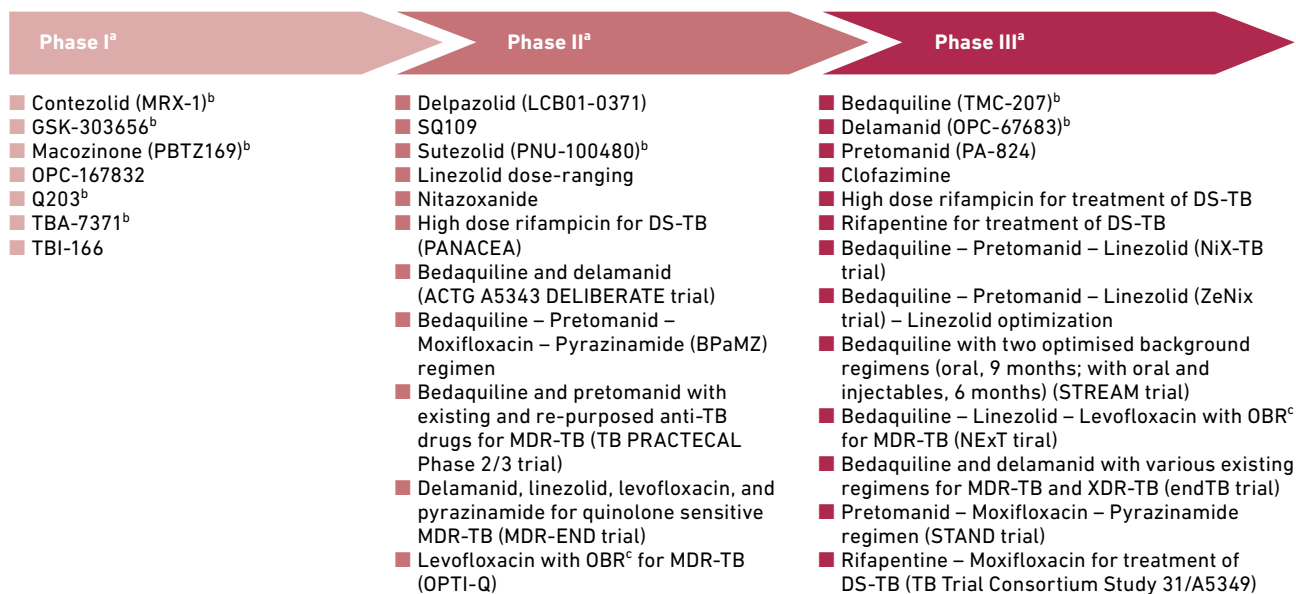 Phase Iᵃ
Contezolid (MRX-1)ᵇ
GSK-303656ᵇ
Macozinone (PBTZ169)ᵇ
OPC-167832
Q203ᵇ
TBA-7371ᵇ
TBI-166
Phase IIᵃ
Delpazolid (LCB01-0371)
SQ109
Sutezolid (PNU-100480)ᵇ
Linezolid dose-ranging
Nitazoxanide
High dose rifampicin for DS-TB
(PANACEA)
Bedaquiline and delamanid
(ACTG A5343 DELIBERATE trial)
Bedaquiline – Pretomanid –
Moxifloxacin – Pyrazinamide (BPaMZ)
regimen
Bedaquiline and pretomanid with
existing and re-purposed anti-TB
drugs for MDR-TB (TB PRACTECAL
Phase 2/3 trial)
Delamanid, linezolid, levofloxacin, and
pyrazinamide for quinolone sensitive
MDR-TB (MDR-END trial)
Levofloxacin with OBRᶜ for MDR-TB
(OPTI-Q)
Phase IIIᵃ
Bedaquiline (TMC-207)ᵇ
Delamanid (OPC-67683)ᵇ
Pretomanid (PA-824)
Clofazimine
High dose rifampicin for treatment of DS-TB
Rifapentine for treatment of DS-TB
Bedaquiline – Pretomanid – Linezolid (NiX-TB
trial)
Bedaquiline – Pretomanid – Linezolid (ZeNix
trial) – Linezolid optimization
Bedaquiline with two optimised background
regimens (oral, 9 months; with oral and
injectables, 6 months) (STREAM trial)
Bedaquiline – Linezolid – Levofloxacin with OBRᶜ
for MDR-TB (NExT tiral)
Bedaquiline and delamanid with various existing
regimens for MDR-TB and XDR-TB (endTB trial)
Pretomanid – Moxifloxacin – Pyrazinamide
regimen (STAND trial)
Rifapentine – Moxifloxacin for treatment of
DS-TB (TB Trial Consortium Study 31/A5349)